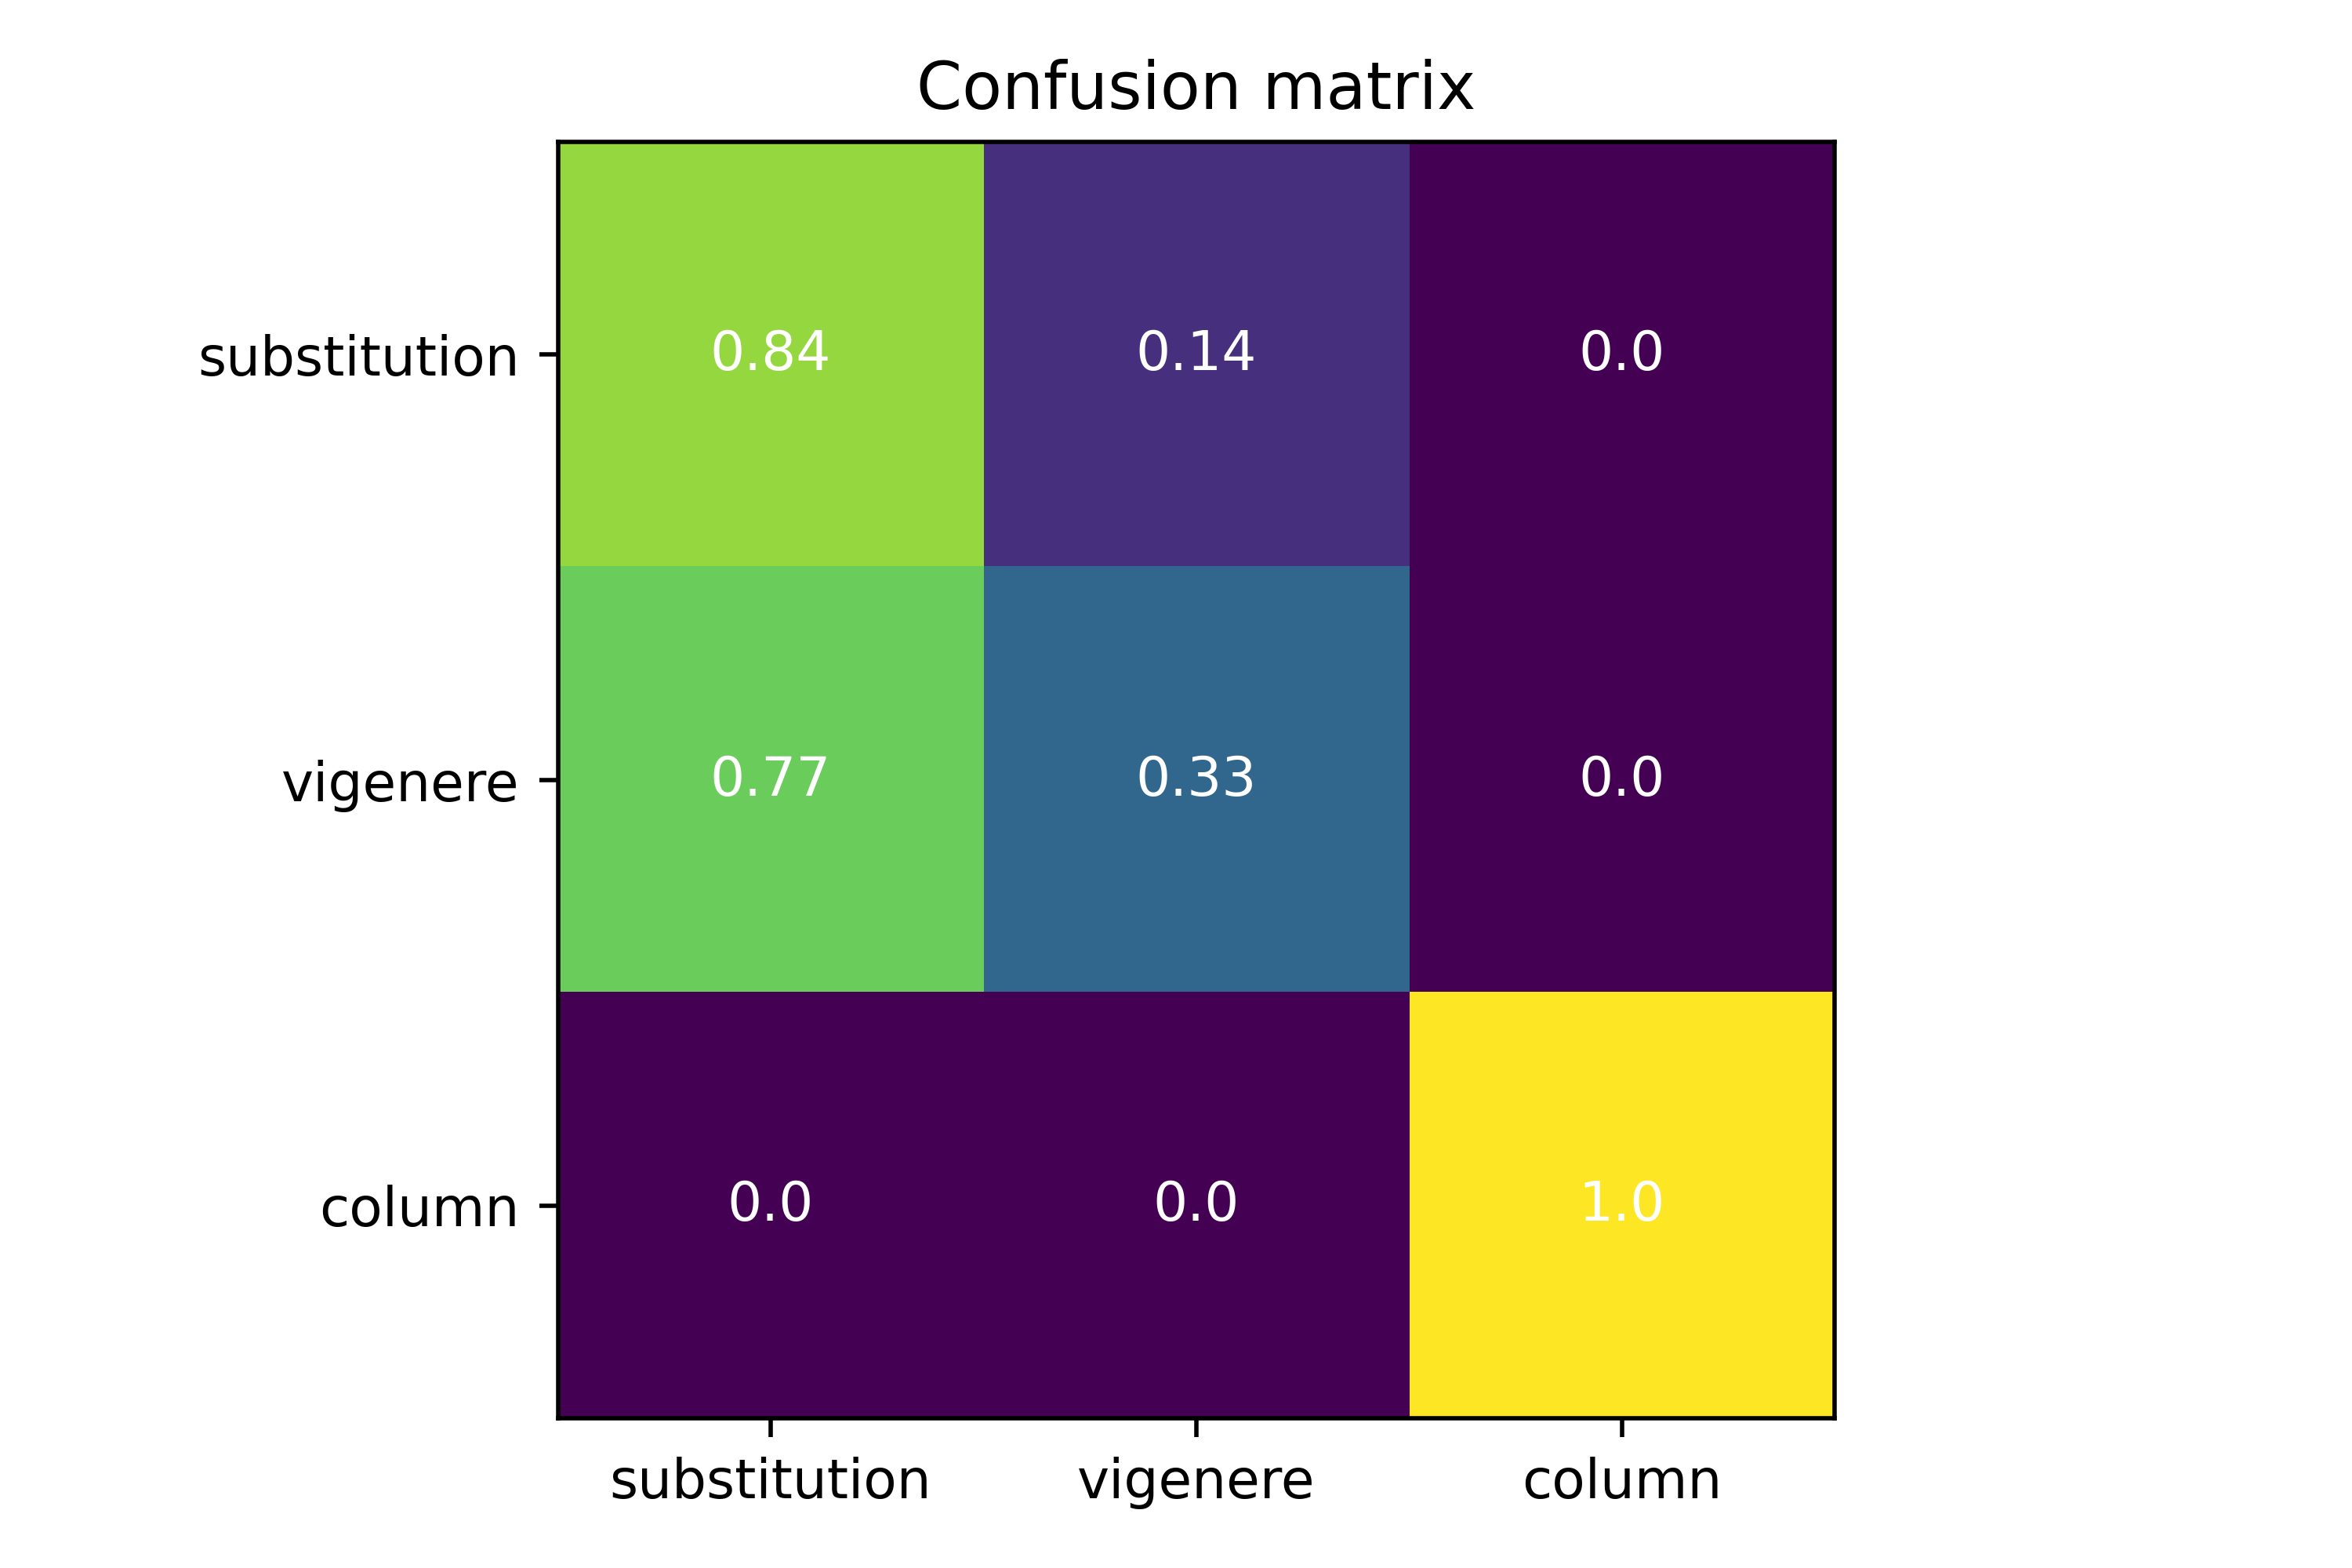 Confusion matrix
substitution 0.84 0.14 0.0
vigenere 0.77 0.33 0.0
column 0.0 0.0 1.0
substitution vigenere column